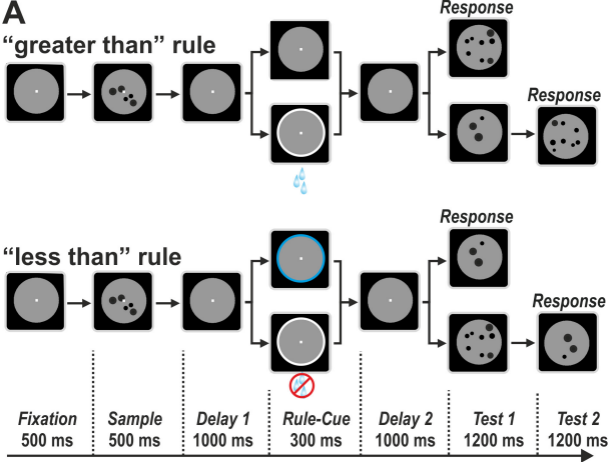 A
"greater than" rule
Response
Response
"less than" rule
Response
Response
Fixation
500 ms
Sample
500 ms
Delay 1
1000 ms
Rule-Cue
300 ms
Delay 2
1000 ms
Test 1
1200 ms
Test 2
1200 ms